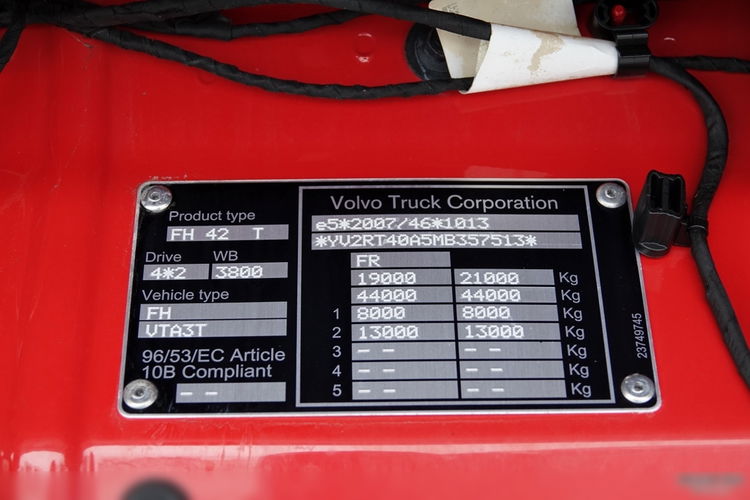 Product type
FH 42 T
Drive WB
4*2 3800
Vehicle type
FH
VTA3T
96/53/EC Article
10B Compliant
-- 
Volvo Truck Corporation
e5*2007/46*1013
*YV2RT40A5MB357513*
FR
19000 21000 Kg
44000 44000 Kg
1 8000 8000 Kg
2 13000 13000 Kg
3 -- -- Kg
4 -- -- Kg
5 -- -- Kg
23749745